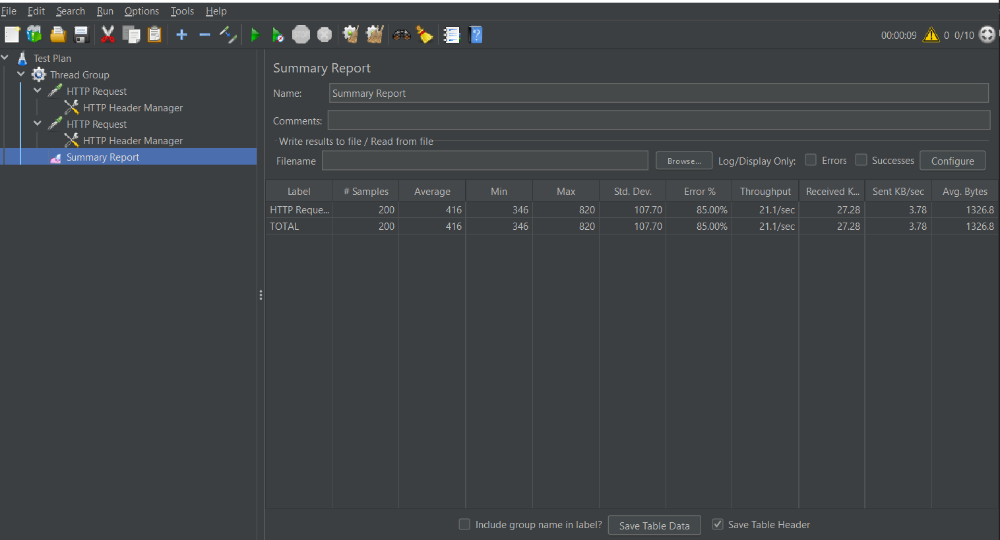 File Edit Search Run Options Tools Help
00:00:09 0 0/10
Test Plan
Thread Group
HTTP Request
HTTP Header Manager
HTTP Request
HTTP Header Manager
Summary Report
Summary Report
Name: Summary Report
Comments:
Write results to file / Read from file
Filename Browse... Log/Display Only: Errors Successes Configure
Label # Samples Average Min Max Std. Dev. Error % Throughput Received K... Sent KB/sec Avg. Bytes
HTTP Reque... 200 416 346 820 107.70 85.00% 21.1/sec 27.28 3.78 1326.8
TOTAL 200 416 346 820 107.70 85.00% 21.1/sec 27.28 3.78 1326.8
Include group name in label? Save Table Data Save Table Header